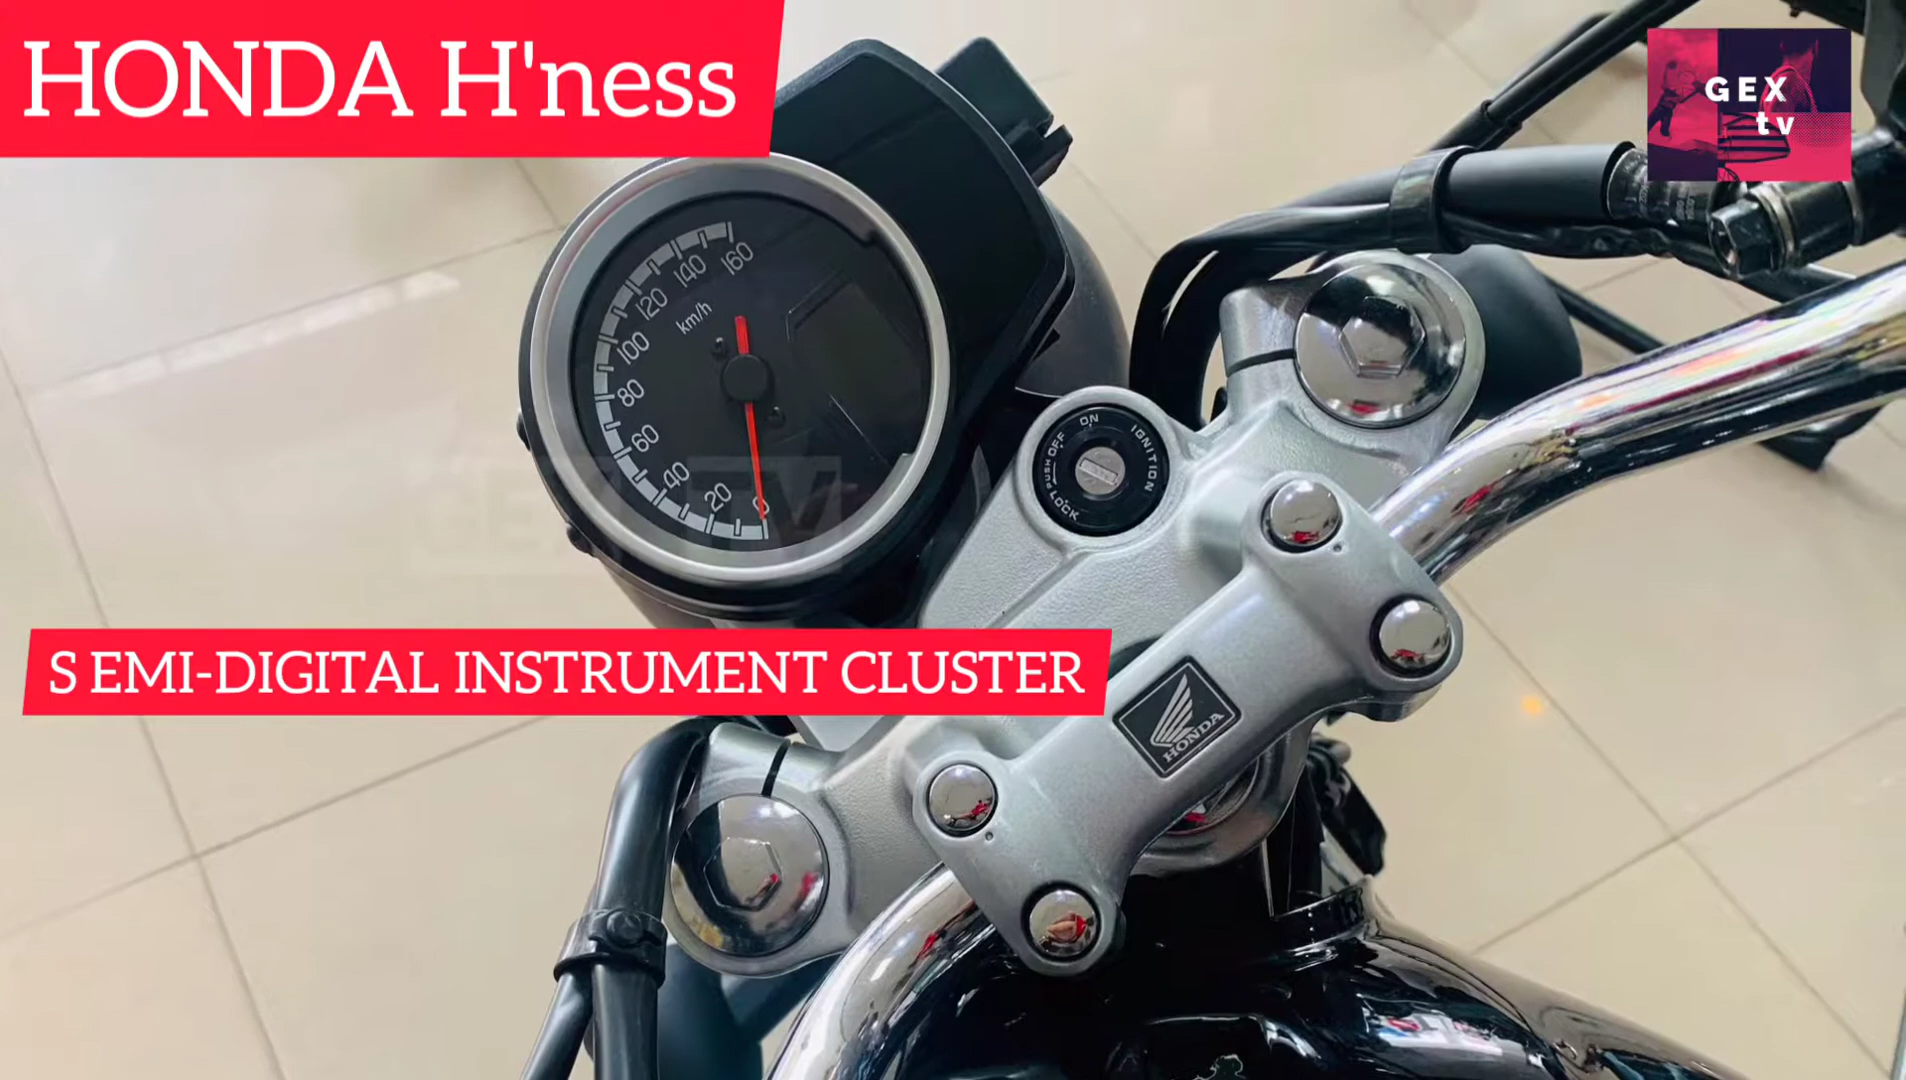 HONDA H'ness
GEX
tv
160
140
120
km/h
100
80
60
40
20
0
ON
OFF
IGNITION
PUSH
LOCK
S EMI-DIGITAL INSTRUMENT CLUSTER
HONDA